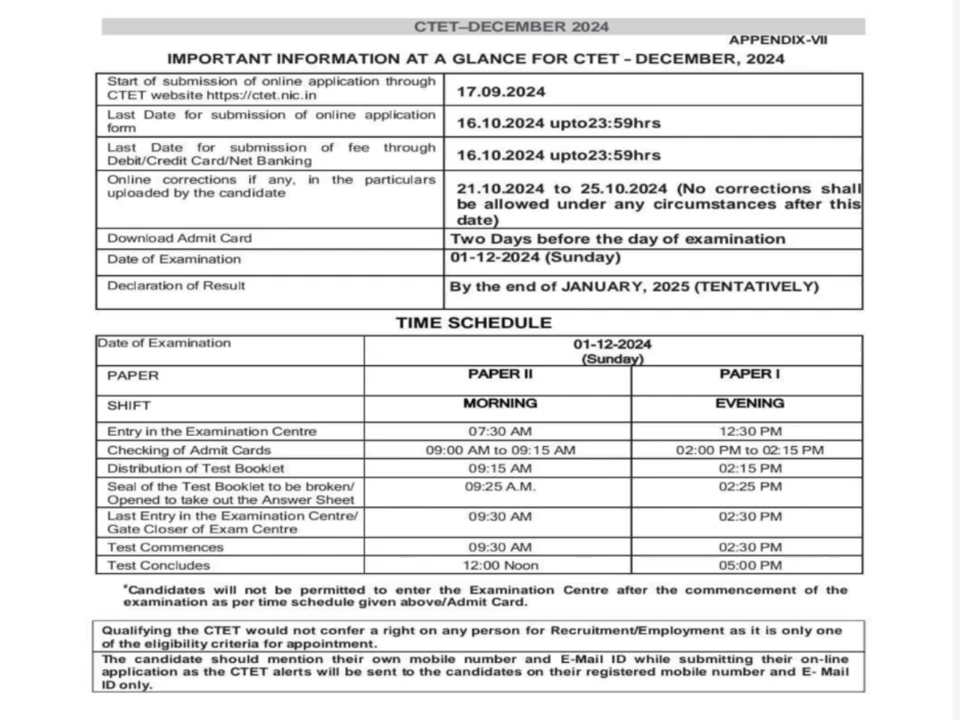 CTET–DECEMBER 2024
APPENDIX-VII
IMPORTANT INFORMATION AT A GLANCE FOR CTET - DECEMBER, 2024
Start of submission of online application through
CTET website https://ctet.nic.in
17.09.2024
Last Date for submission of online application
form
16.10.2024 upto23:59hrs
Last Date for submission of fee through
Debit/Credit Card/Net Banking
16.10.2024 upto23:59hrs
Online corrections if any, in the particulars
uploaded by the candidate
21.10.2024 to 25.10.2024 (No corrections shall
be allowed under any circumstances after this
date)
Download Admit Card
Two Days before the day of examination
Date of Examination
01-12-2024 (Sunday)
Declaration of Result
By the end of JANUARY, 2025 (TENTATIVELY)
TIME SCHEDULE
Date of Examination
01-12-2024
(Sunday)
PAPER PAPER II PAPER I
SHIFT MORNING EVENING
Entry in the Examination Centre 07:30 AM 12:30 PM
Checking of Admit Cards 09:00 AM to 09:15 AM 02:00 PM to 02:15 PM
Distribution of Test Booklet 09:15 AM 02:15 PM
Seal of the Test Booklet to be broken/
Opened to take out the Answer Sheet
09:25 A.M. 02:25 PM
Last Entry in the Examination Centre/
Gate Closer of Exam Centre
09:30 AM 02:30 PM
Test Commences 09:30 AM 02:30 PM
Test Concludes 12:00 Noon 05:00 PM
*Candidates will not be permitted to enter the Examination Centre after the commencement of the
examination as per time schedule given above/Admit Card.
Qualifying the CTET would not confer a right on any person for Recruitment/Employment as it is only one
of the eligibility criteria for appointment.
The candidate should mention their own mobile number and E-Mail ID while submitting their on-line
application as the CTET alerts will be sent to the candidates on their registered mobile number and E- Mail
ID only.